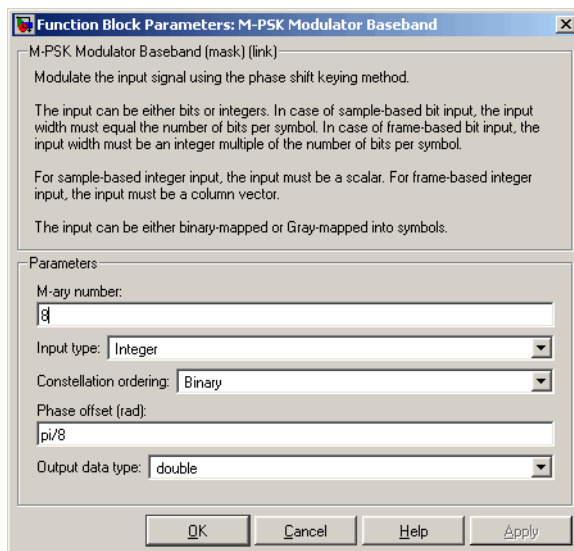 Function Block Parameters: M-PSK Modulator Baseband
M-PSK Modulator Baseband (mask) (link)
Modulate the input signal using the phase shift keying method.
The input can be either bits or integers. In case of sample-based bit input, the input
width must equal the number of bits per symbol. In case of frame-based bit input, the
input width must be an integer multiple of the number of bits per symbol.
For sample-based integer input, the input must be a scalar. For frame-based integer
input, the input must be a column vector.
The input can be either binary-mapped or Gray-mapped into symbols.
Parameters
M-ary number:
8
Input type: Integer
Constellation ordering: Binary
Phase offset (rad):
pi/8
Output data type: double
OK Cancel Help Apply